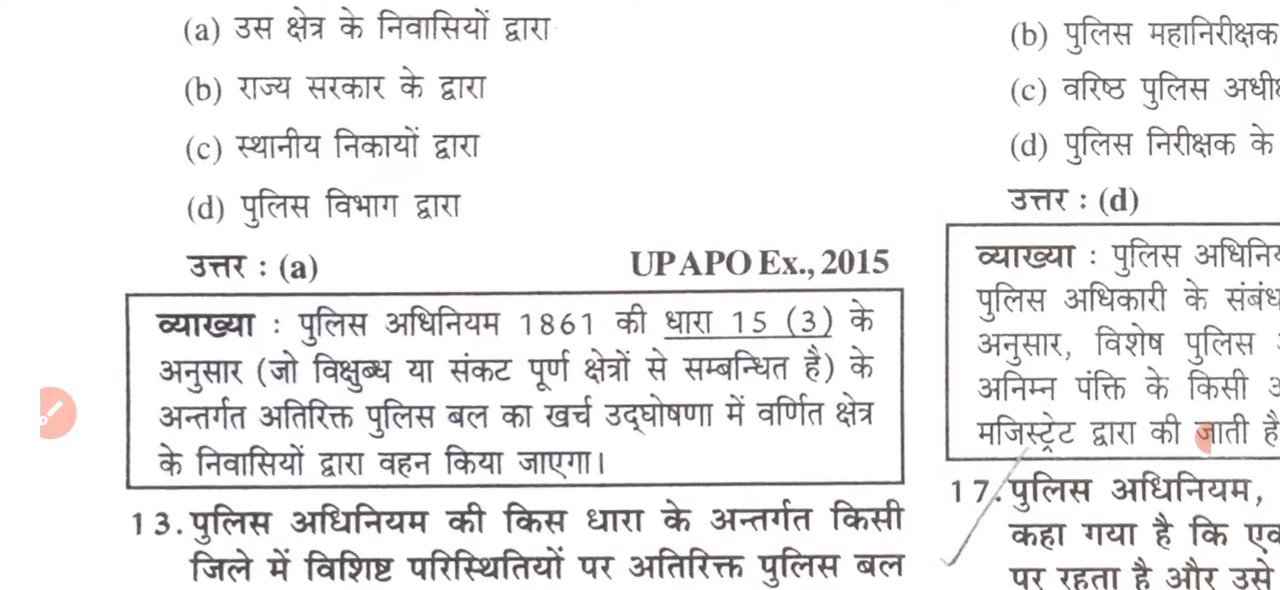 (a) उस क्षेत्र के निवासियों द्वारा
(b) राज्य सरकार के द्वारा
(c) स्थानीय निकायों द्वारा
(d) पुलिस विभाग द्वारा
उत्तर : (a) UP APO Ex., 2015
व्याख्या : पुलिस अधिनियम 1861 की धारा 15 (3) के
अनुसार (जो विक्षुब्ध या संकट पूर्ण क्षेत्रों से सम्बन्धित है) के
अन्तर्गत अतिरिक्त पुलिस बल का खर्च उद्घोषणा में वर्णित क्षेत्र
के निवासियों द्वारा वहन किया जाएगा।
13. पुलिस अधिनियम की किस धारा के अन्तर्गत किसी
जिले में विशिष्ट परिस्थितियों पर अतिरिक्त पुलिस बल
(b) पुलिस महानिरीक्षक
(c) वरिष्ठ पुलिस
(d) पुलिस निरीक्षक के
उत्तर : (d)
व्याख्या : पुलिस
पुलिस अधिकारी के
अनुसार, विशेष पुलिस
अनिम्न पंक्ति के किसी
मजिस्ट्रेट द्वारा की जाती है
17. पुलिस अधिनियम,
कहा गया है कि
पर रहता है और उसे